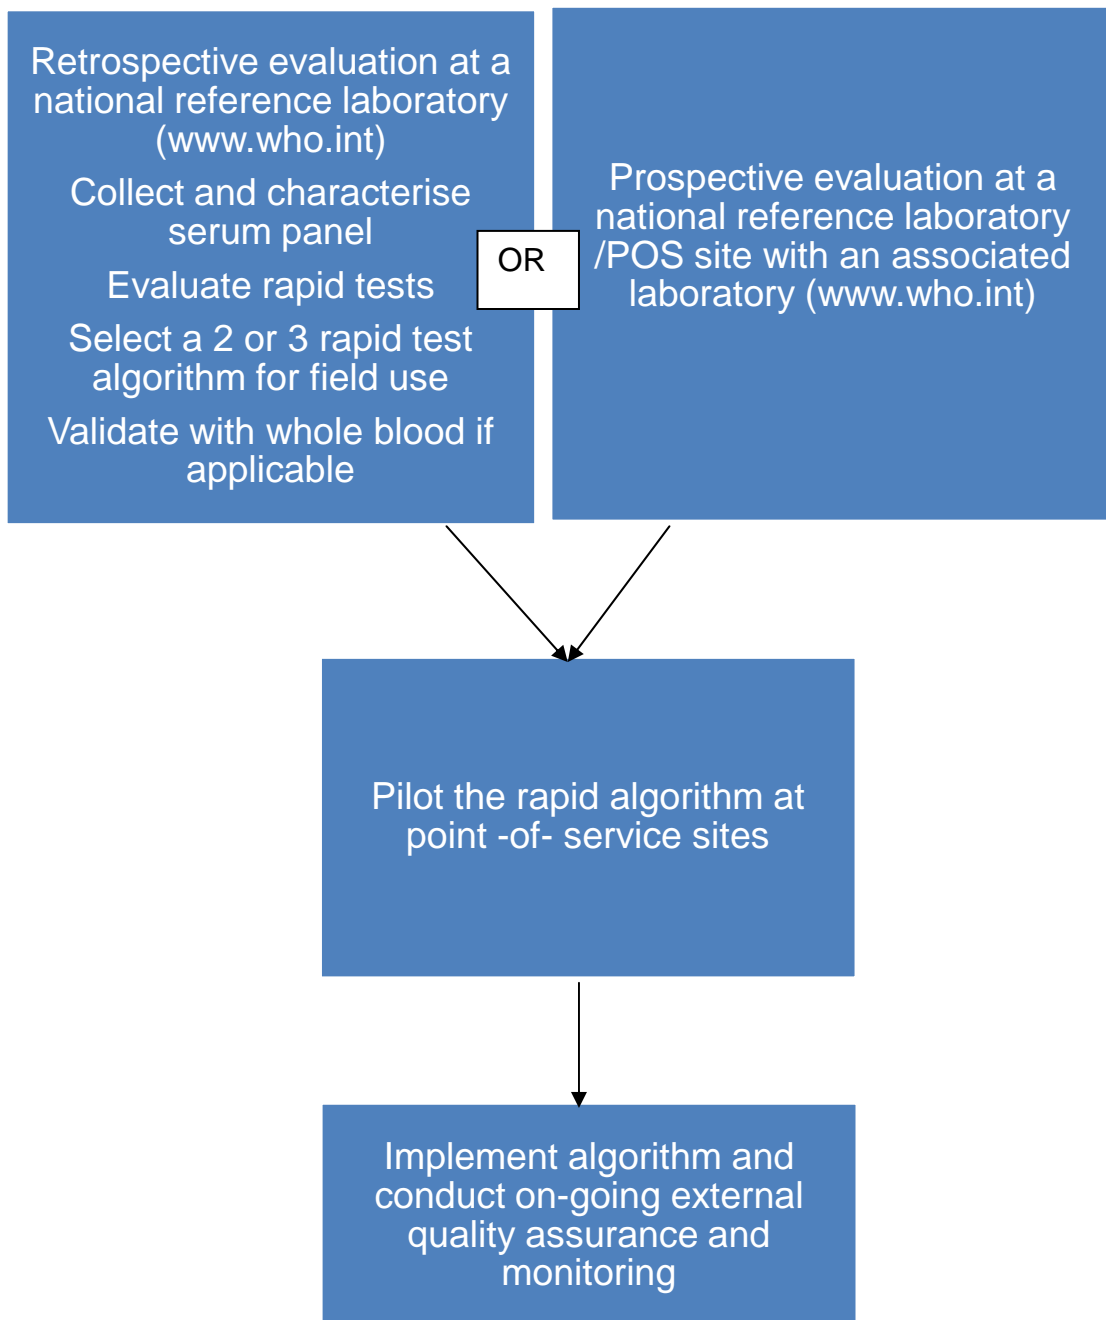 Retrospective evaluation at a
national reference laboratory
(www.who.int)
Collect and characterise
serum panel
Evaluate rapid tests
Select a 2 or 3 rapid test
algorithm for field use
Validate with whole blood if
applicable
OR
Prospective evaluation at a
national reference laboratory
/POS site with an associated
laboratory (www.who.int)
Pilot the rapid algorithm at
point -of- service sites
Implement algorithm and
conduct on-going external
quality assurance and
monitoring